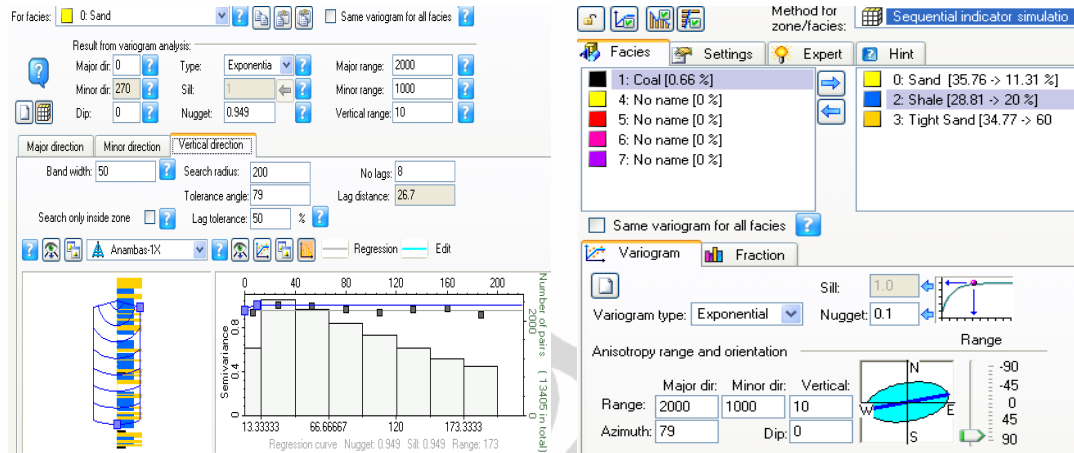 For facies: 0: Sand Same variogram for all facies
Result from variogram analysis:
Major dir: 0 Type: Exponentia Major range: 2000
Minor dir: 270 Sill: 1 Minor range: 1000
Dip: 0 Nugget: 0.949 Vertical range: 10
Major direction Minor direction Vertical direction
Band width: 50 Search radius: 200 No lags: 8
Tolerance angle: 79 Lag distance: 26.7
Search only inside zone Lag tolerance: 50 %
Anambas-1X Regression Edit
0 40 80 120 160 200
Semivariance
0 0.4 0.8
Number of pairs (13405 in total)
2000
13.33333 66.66667 120 173.3333
Regression curve Nugget: 0.949 Sill: 0.949 Range: 173
Method for zone/facies: Sequential indicator simulatio
Facies Settings Expert Hint
1: Coal [0.66 %]
4: No name [0 %]
5: No name [0 %]
6: No name [0 %]
7: No name [0 %]
0: Sand [35.76 -> 11.31 %]
2: Shale [28.81 -> 20 %]
3: Tight Sand [34.77 -> 60
Same variogram for all facies
Variogram Fraction
Sill: 1.0
Variogram type: Exponential Nugget: 0.1
Range
Anisotropy range and orientation
Major dir: Minor dir: Vertical:
Range: 2000 1000 10
Azimuth: 79 Dip: 0
N
W E
S
-90
-45
0
45
90